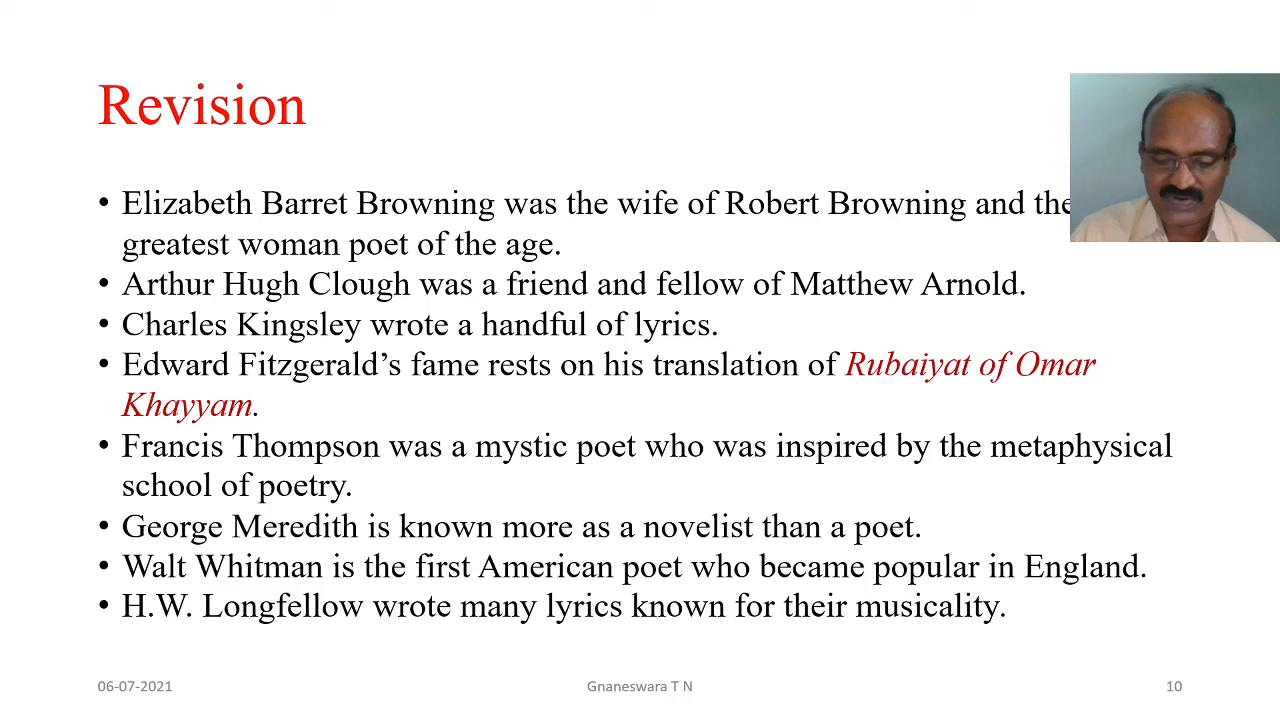 Revision
• Elizabeth Barret Browning was the wife of Robert Browning and the
greatest woman poet of the age.
• Arthur Hugh Clough was a friend and fellow of Matthew Arnold.
• Charles Kingsley wrote a handful of lyrics.
• Edward Fitzgerald’s fame rests on his translation of Rubaiyat of Omar
Khayyam.
• Francis Thompson was a mystic poet who was inspired by the metaphysical
school of poetry.
• George Meredith is known more as a novelist than a poet.
• Walt Whitman is the first American poet who became popular in England.
• H.W. Longfellow wrote many lyrics known for their musicality.
06-07-2021
Gnaneswara T N
10